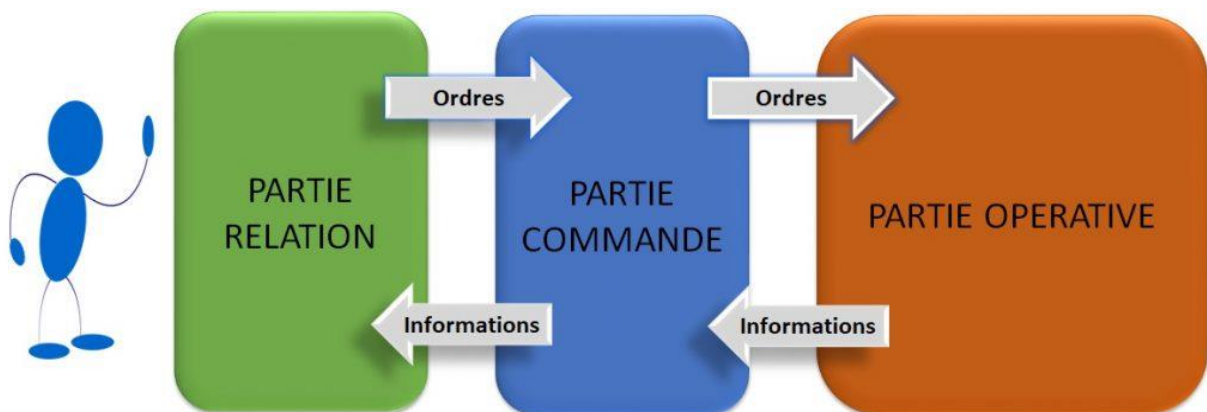 Ordres
Ordres
PARTIE
RELATION
PARTIE
COMMANDE
PARTIE OPERATIVE
Informations
Informations